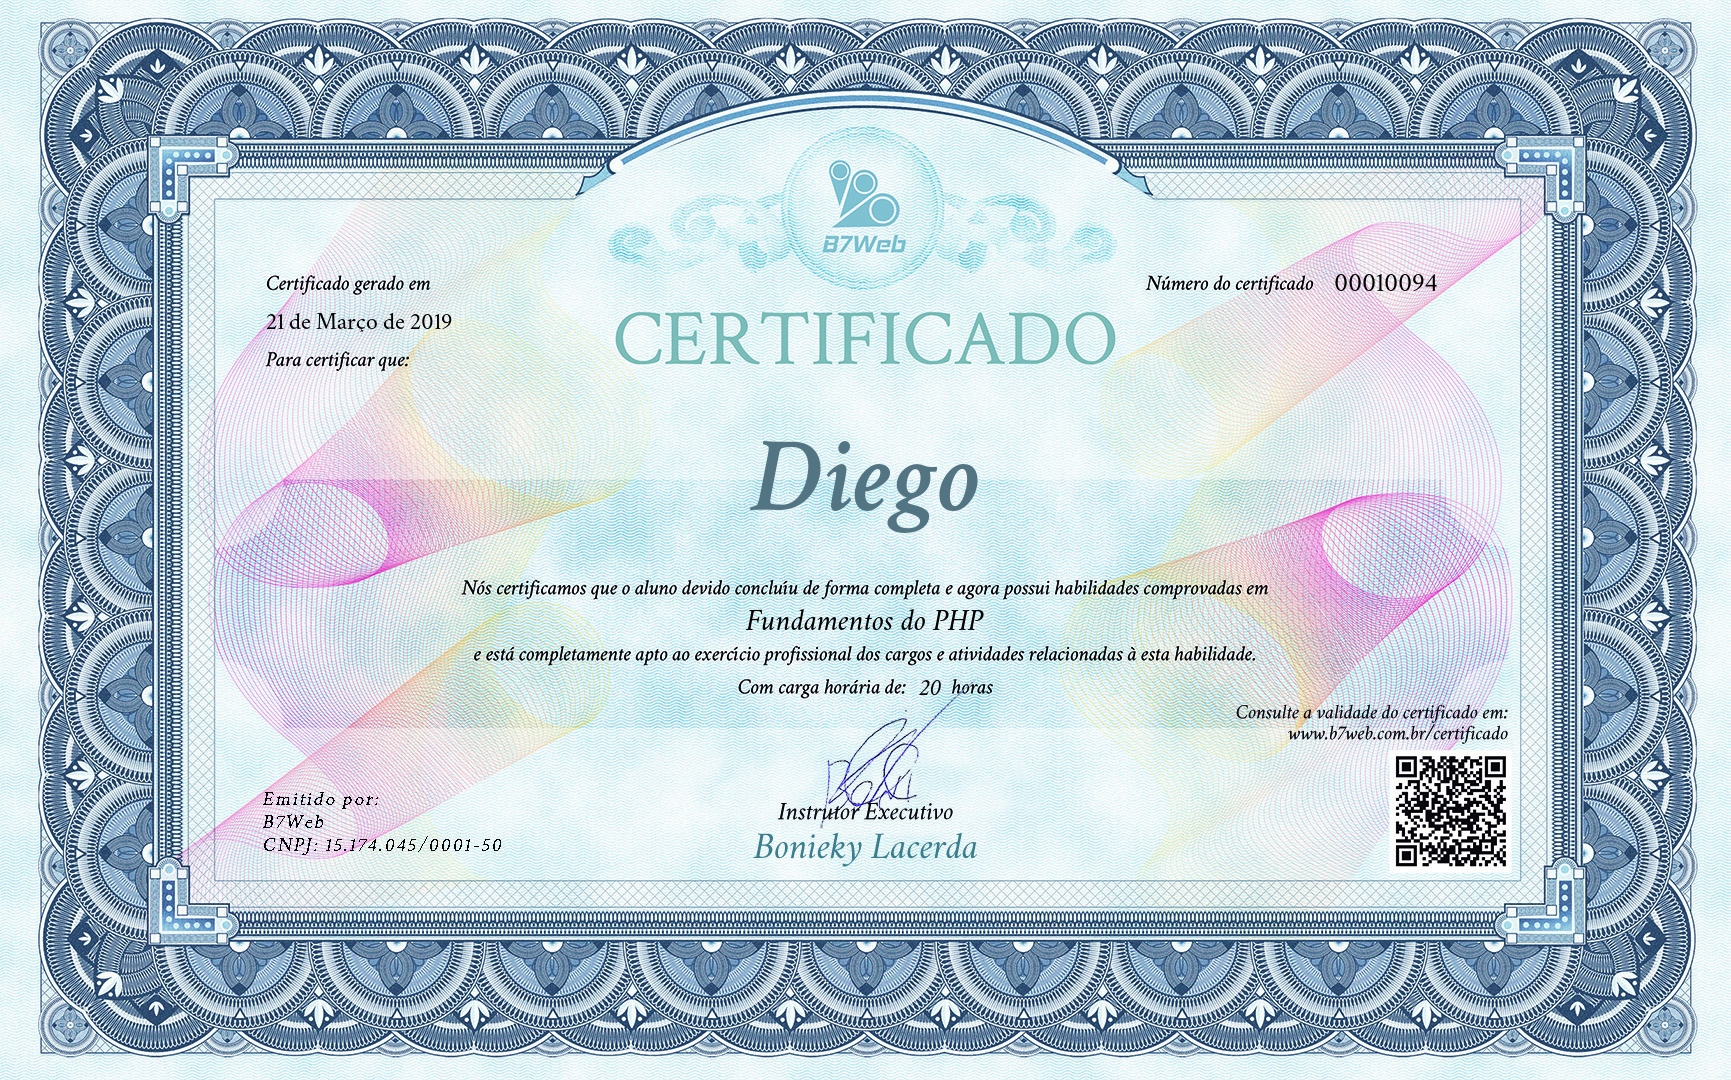 B7Web
Certificado gerado em
Número do certificado 00010094
21 de Março de 2019
CERTIFICADO
Para certificar que:
Diego
Nós certificamos que o aluno devido concluíu de forma completa e agora possui habilidades comprovadas em
Fundamentos do PHP
e está completamente apto ao exercício profissional dos cargos e atividades relacionadas à esta habilidade.
Com carga horária de: 20 horas
Consulte a validade do certificado em:
www.b7web.com.br/certificado
Emitido por:
B7Web
CNPJ: 15.174.045/0001-50
Instrutor Executivo
Bonieky Lacerda